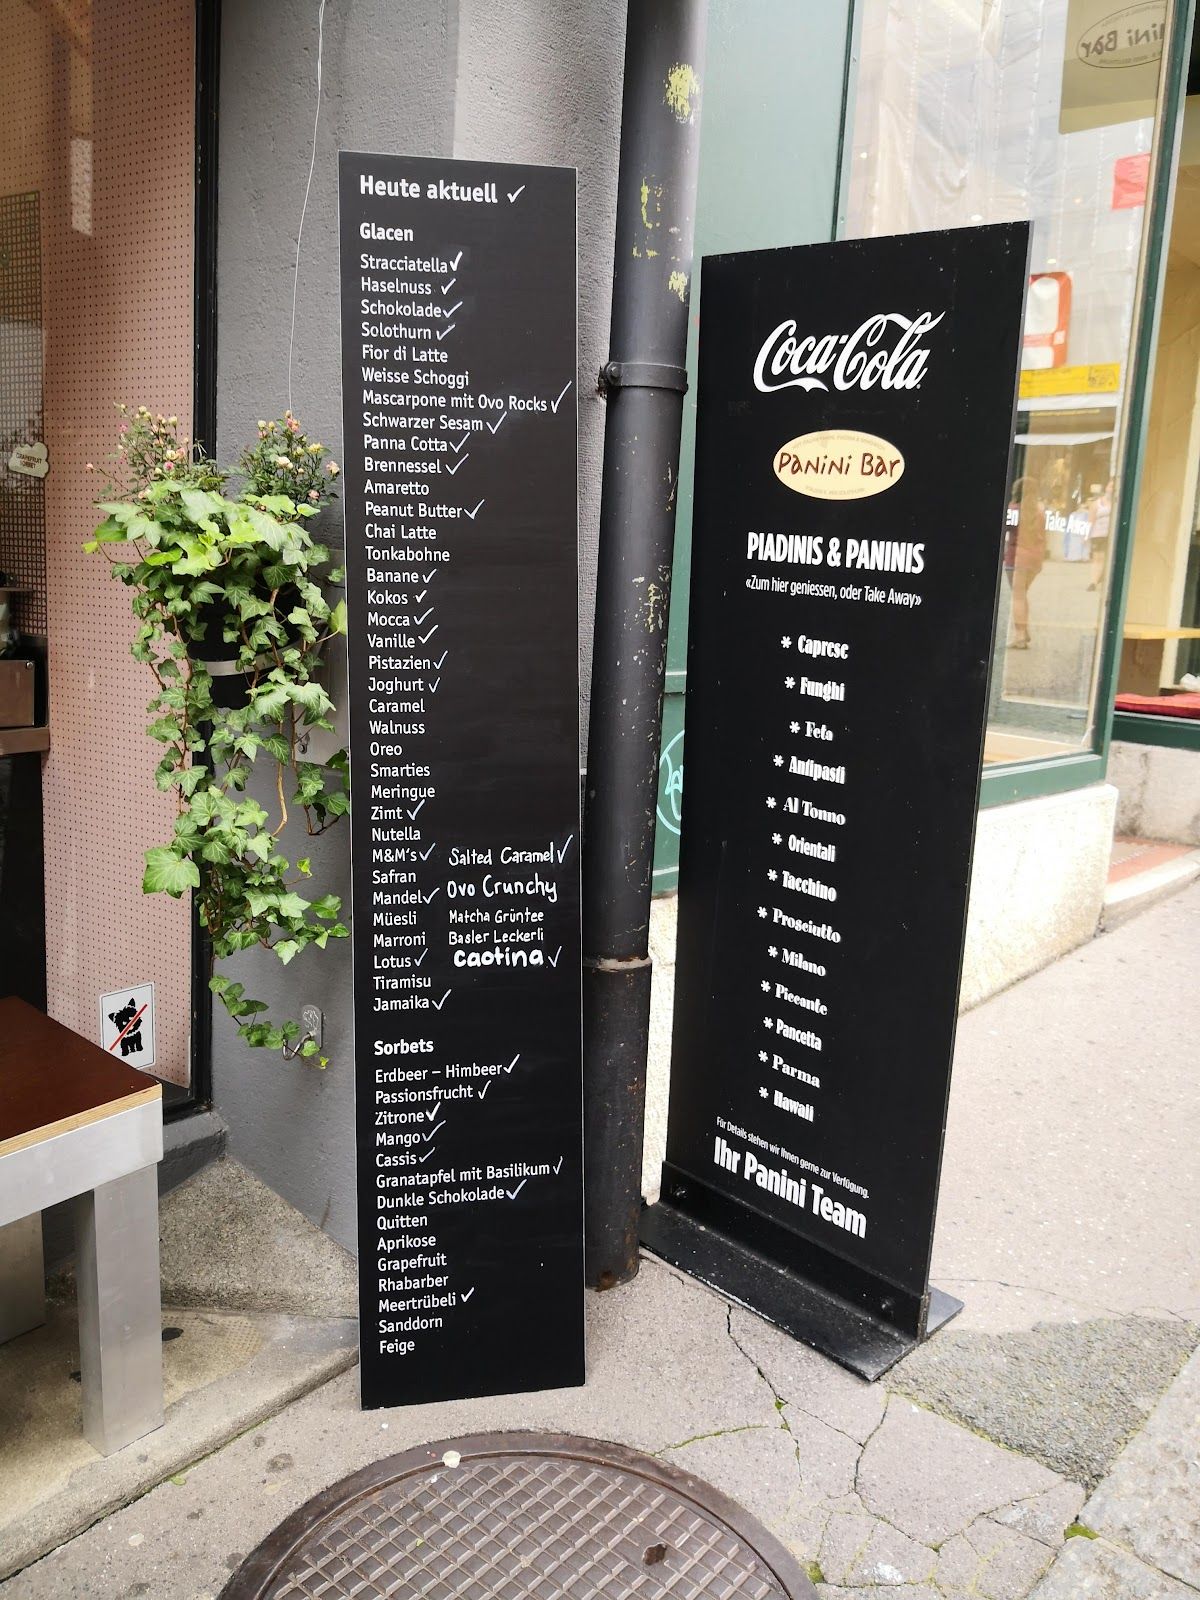 Heute aktuell ✓
Glacen
Stracciatella ✓
Haselnuss ✓
Schokolade ✓
Solothurn ✓
Fior di Latte
Weisse Schoggi
Mascarpone mit Ovo Rocks ✓
Schwarzer Sesam ✓
Panna Cotta ✓
Brennessel ✓
Amaretto
Peanut Butter ✓
Chai Latte
Tonkabohne
Banane ✓
Kokos ✓
Mocca ✓
Vanille ✓
Pistazien ✓
Joghurt ✓
Caramel
Walnuss
Oreo
Smarties
Meringue
Zimt ✓
Nutella
M&M's ✓
Safran
Mandel ✓
Müesli
Marroni
Lotus ✓
Tiramisu
Jamaika ✓
Salted Caramel ✓
Ovo Crunchy
Matcha Grüntee
Basler Leckerli
Caotina ✓
Sorbets
Erdbeer – Himbeer ✓
Passionsfrucht ✓
Zitrone ✓
Mango ✓
Cassis ✓
Granatapfel mit Basilikum ✓
Dunkle Schokolade ✓
Quitten
Aprikose
Grapefruit
Rhabarber
Meertrübeli ✓
Sanddorn
Feige
Coca-Cola
Panini Bar
PIADINIS & PANINIS
«Zum hier geniessen, oder Take Away»
* Caprese
* Funghi
* Feta
* Antipasti
* Al Tonno
* Orientali
* Tacchino
* Prosciutto
* Milano
* Piccante
* Pancetta
* Parma
* Hawaii
Für Details stehen wir Ihnen gerne zur Verfügung.
Ihr Panini Team
Take Away